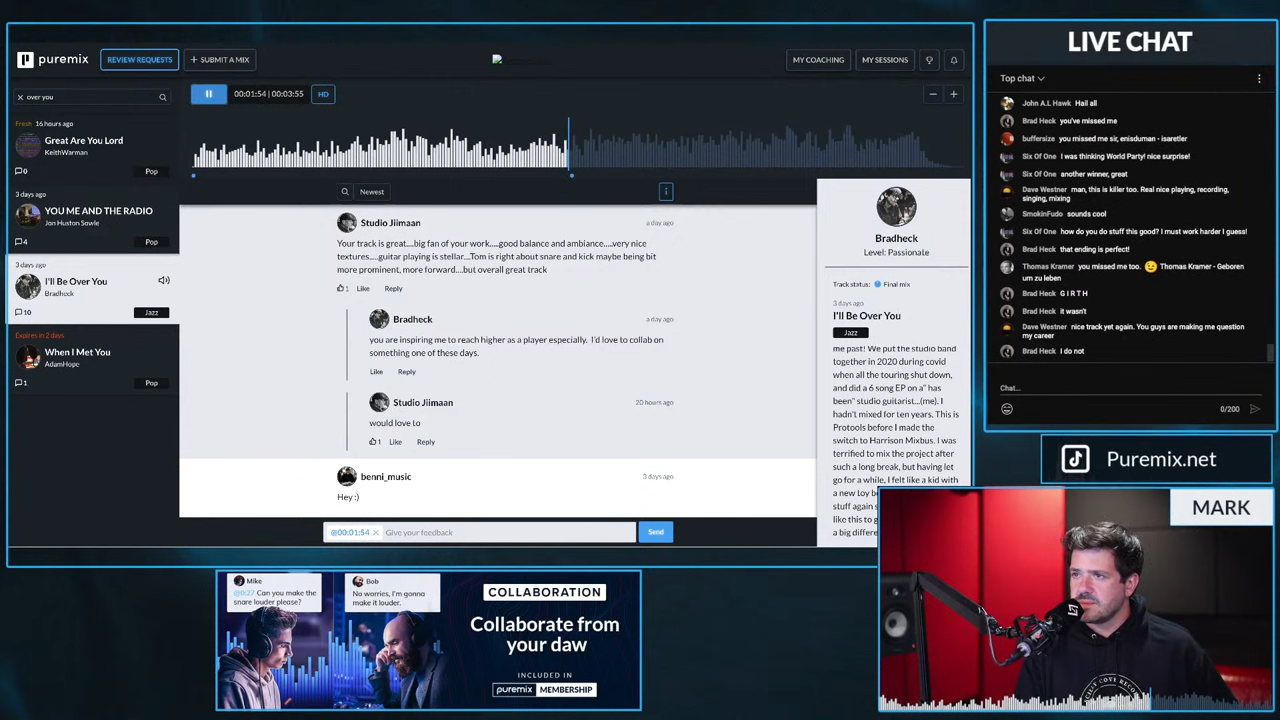 puremix
REVIEW REQUESTS
+ SUBMIT A MIX
MY COACHING
MY SESSIONS
× over you
Fresh 16 hours ago
Great Are You Lord
KeithWarman
0
Pop
3 days ago
YOU ME AND THE RADIO
Jon Huston Sowle
4
Pop
3 days ago
I'll Be Over You
Bradheck
10
Jazz
Expires in 2 days
When I Met You
AdamHope
1
Pop
00:01:54 | 00:03:55
HD
Newest
i
Studio Jiimaan
a day ago
Your track is great....big fan of your work.....good balance and ambiance.....very nice
textures.....guitar playing is stellar....Tom is right about snare and kick maybe being bit
more prominent, more forward....but overall great track
1 Like Reply
Bradheck
a day ago
you are inspiring me to reach higher as a player especially. I'd love to collab on
something one of these days.
Like Reply
Studio Jiimaan
20 hours ago
would love to
1 Like Reply
benni_music
3 days ago
Hey :)
@00:01:54 × Give your feedback
Send
Bradheck
Level: Passionate
Track status: Final mix
3 days ago
I'll Be Over You
Jazz
me past! We put the studio band
together in 2020 during covid
when all the touring shut down,
and did a 6 song EP on a" has
been" studio guitarist....(me). I
hadn't mixed for ten years. This is
Protools before I made the
switch to Harrison Mixbus. I was
terrified to mix the project after
such a long break, but having let
go for a while, I felt like a kid with
a new toy b
stuff again s
like this to g
a big differe
LIVE CHAT
Top chat
John A.L Hawk Hail all
Brad Heck you've missed me
buffersize you missed me sir, enisduman - isaretler
Six Of One I was thinking World Party! nice surprise!
Six Of One another winner, great
Dave Westner man, this is killer too. Real nice playing, recording,
singing, mixing
SmokinFudo sounds cool
Six Of One how do you do stuff this good? I must work harder I guess!
Brad Heck that ending is perfect!
Thomas Kramer you missed me too. 😉 Thomas Kramer - Geboren
um zu leben
Brad Heck G I R T H
Brad Heck it wasn't
Dave Westner nice track yet again. You guys are making me question
my career
Brad Heck I do not
Chat...
0/200
Puremix.net
MARK
Mike
@0:27 Can you make the
snare louder please?
Bob
No worries, I'm gonna
make it louder.
COLLABORATION
Collaborate from
your daw
INCLUDED IN
puremix MEMBERSHIP